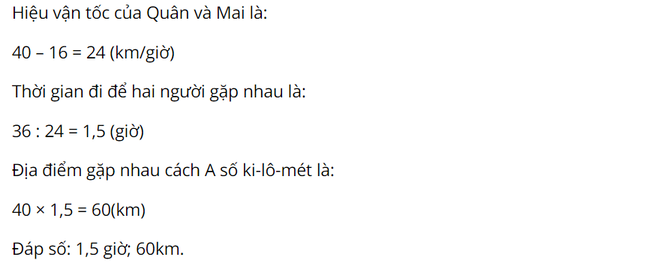 Hiệu vận tốc của Quân và Mai là:
40 – 16 = 24 (km/giờ)
Thời gian đi để hai người gặp nhau là:
36 : 24 = 1,5 (giờ)
Địa điểm gặp nhau cách A số ki-lô-mét là:
40 × 1,5 = 60(km)
Đáp số: 1,5 giờ; 60km.